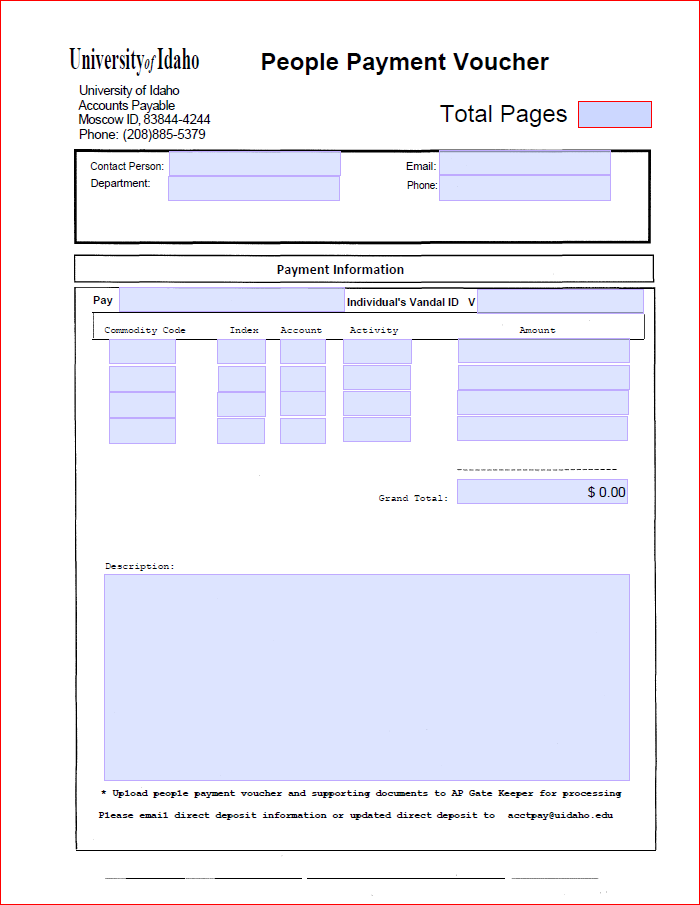 University of Idaho People Payment Voucher
University of Idaho
Accounts Payable
Moscow ID, 83844-4244
Phone: (208)885-5379
Total Pages
Contact Person: Email:
Department: Phone:
Payment Information
Pay Individual's Vandal ID V
Commodity Code Index Account Activity Amount
Grand Total: $ 0.00
Description:
* Upload people payment voucher and supporting documents to AP Gate Keeper for processing
Please email direct deposit information or updated direct deposit to acctpay@uidaho.edu